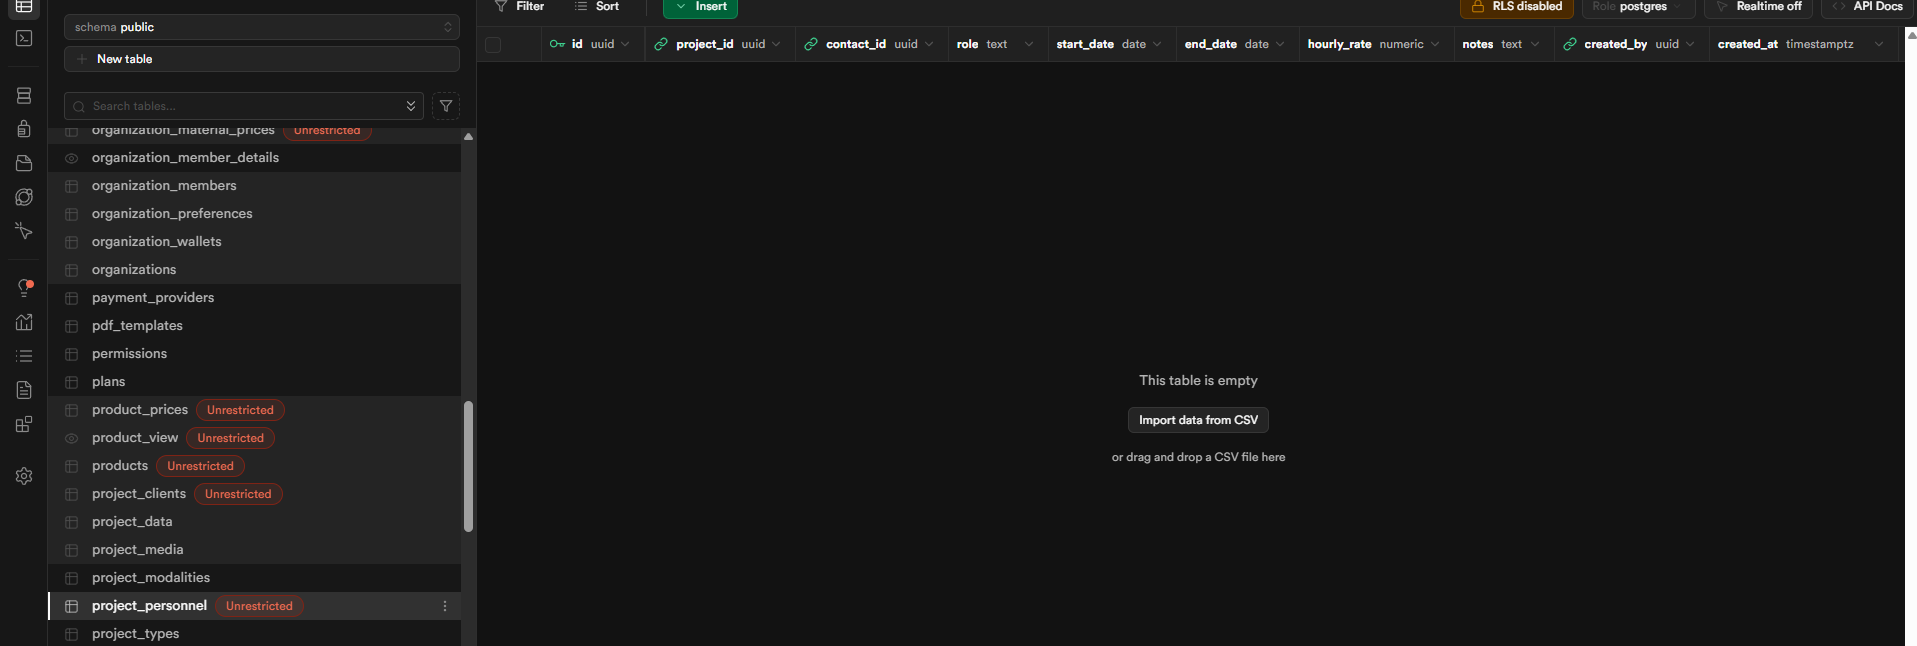 Filter Sort Insert RLS disabled Role postgres Realtime off API Docs
schema public
New table
Search tables...
organization_material_prices Unrestricted
organization_member_details
organization_members
organization_preferences
organization_wallets
organizations
payment_providers
pdf_templates
permissions
plans
product_prices Unrestricted
product_view Unrestricted
products Unrestricted
project_clients Unrestricted
project_data
project_media
project_modalities
project_personnel Unrestricted
project_types
id uuid project_id uuid contact_id uuid role text start_date date end_date date hourly_rate numeric notes text created_by uuid created_at timestamptz
This table is empty
Import data from CSV
or drag and drop a CSV file here